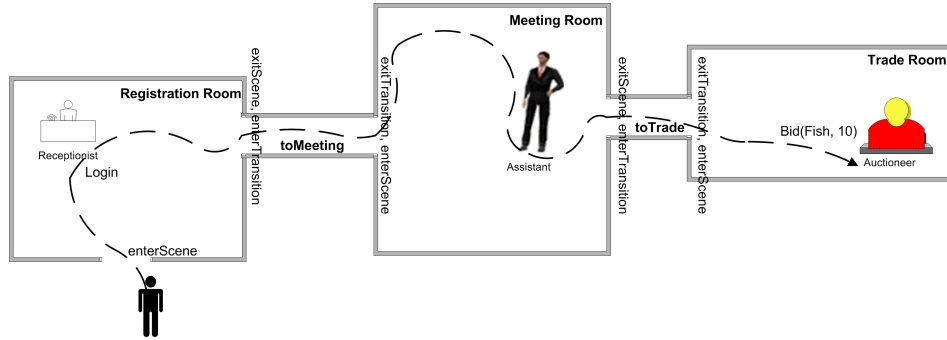 Meeting Room
Trade Room
Registration Room
exitScene, enterTransition
exitTransition, enterScene
exitScene, enterTransition
exitTransition, enterScene
Receptionist
Login
toMeeting
Assistant
toTrade
Bid(Fish, 10)
Auctioneer
enterScene